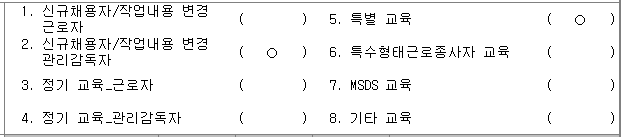 1. 신규채용자/작업내용 변경 근로자 (    ) 5. 특별 교육 ( ○ )
2. 신규채용자/작업내용 변경 관리감독자 ( ○ ) 6. 특수형태근로종사자 교육 (    )
3. 정기 교육_근로자 (    ) 7. MSDS 교육 (    )
4. 정기 교육_관리감독자 (    ) 8. 기타 교육 (    )